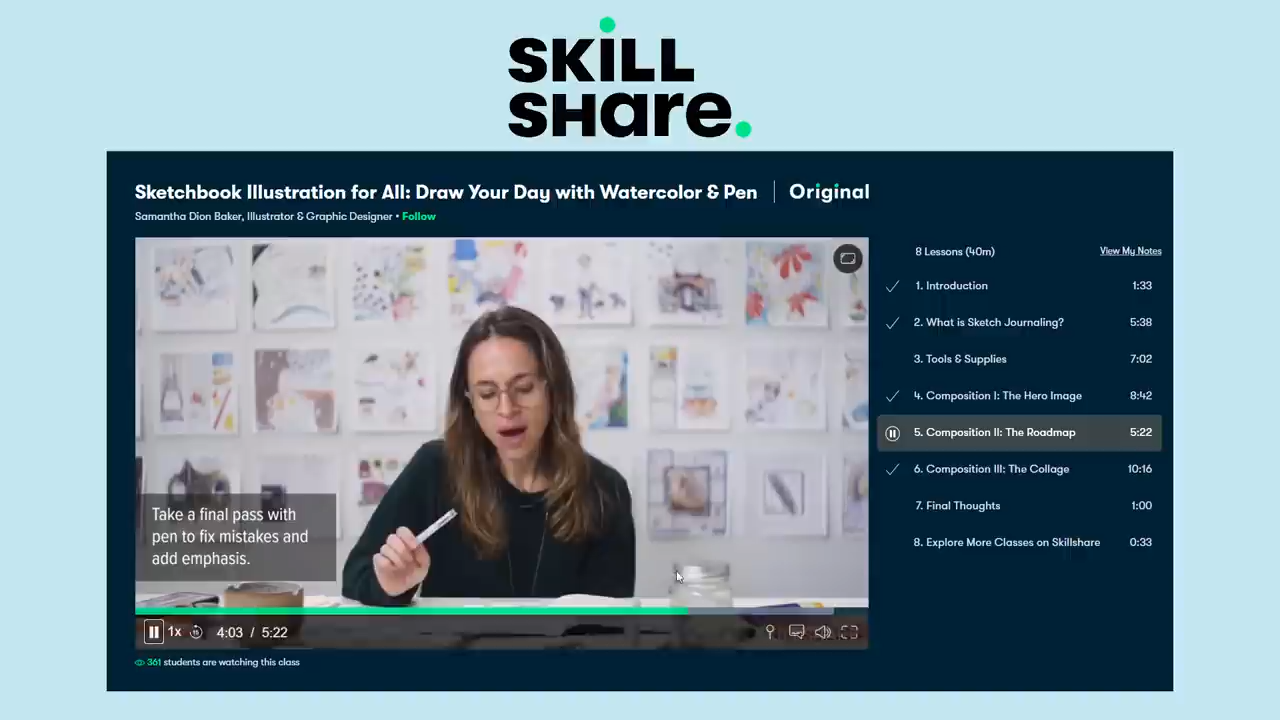 SKILL
SHare.
Sketchbook Illustration for All: Draw Your Day with Watercolor & Pen | Original
Samantha Dion Baker, Illustrator & Graphic Designer • Follow
8 Lessons (40m) View My Notes
1. Introduction 1:33
2. What is Sketch Journaling? 5:38
3. Tools & Supplies 7:02
4. Composition I: The Hero Image 8:42
5. Composition II: The Roadmap 5:22
6. Composition III: The Collage 10:16
7. Final Thoughts 1:00
8. Explore More Classes on Skillshare 0:33
Take a final pass with
pen to fix mistakes and
add emphasis.
1x 15 4:03 / 5:22
361 students are watching this class